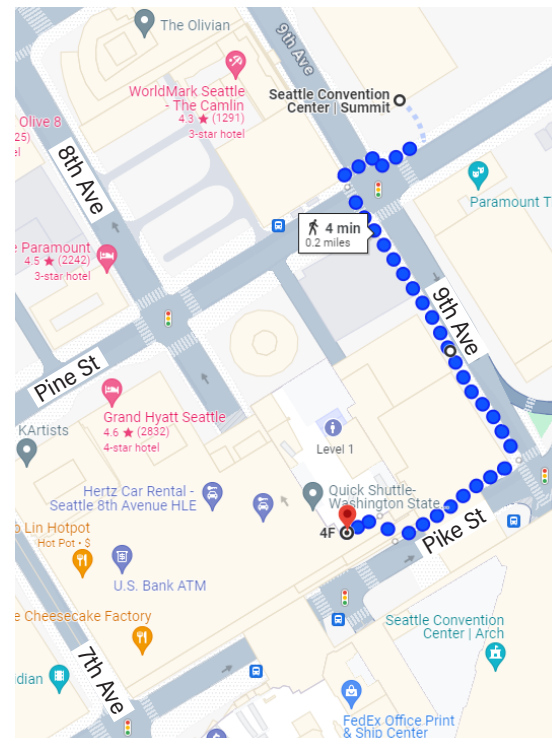 The Olivian
9th Ave
WorldMark Seattle
- The Camlin
4.3 ★ (1291)
3-star hotel
Seattle Convention
Center | Summit
Olive 8
25)
hotel
8th Ave
Paramount T
4 min
0.2 miles
e Paramount
4.5 ★ (2242)
3-star hotel
9th Ave
Pine St
Grand Hyatt Seattle
4.6 ★ (2832)
4-star hotel
KArtists
Level 1
Hertz Car Rental -
Seattle 8th Avenue HLE
Quick Shuttle-
Washington State...
4F
Pike St
o Lin Hotpot
Hot Pot • $
U.S. Bank ATM
e Cheesecake Factory
Seattle Convention
Center | Arch
dian
7th Ave
FedEx Office Print
& Ship Center